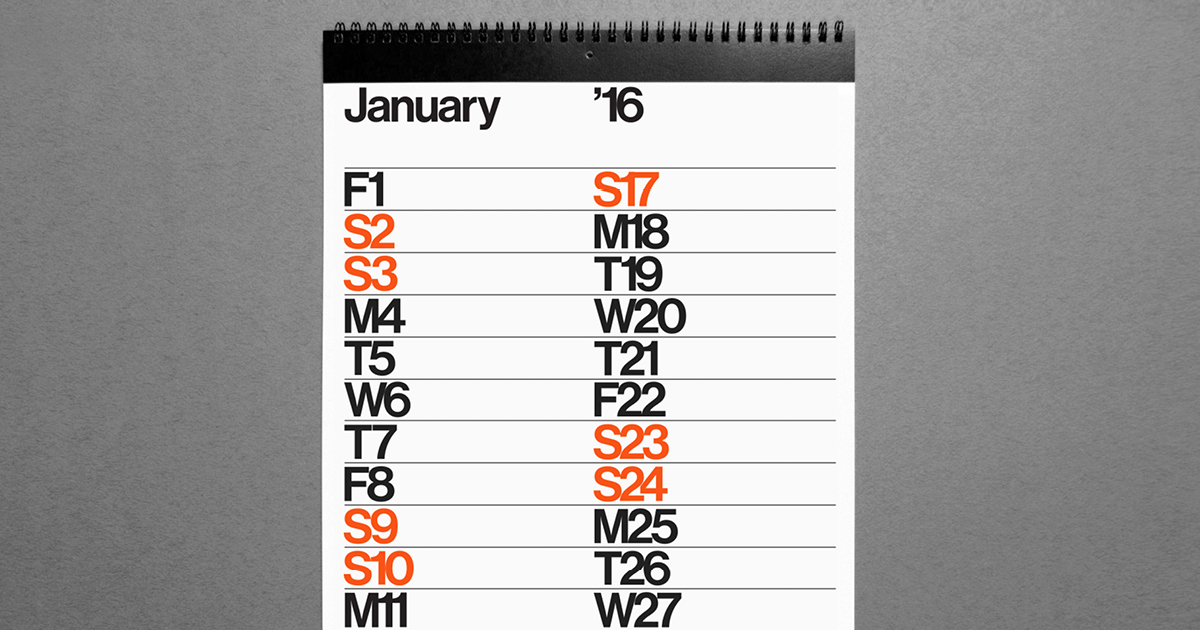 January ’16
F1 S17
S2 M18
S3 T19
M4 W20
T5 T21
W6 F22
T7 S23
F8 S24
S9 M25
S10 T26
M11 W27